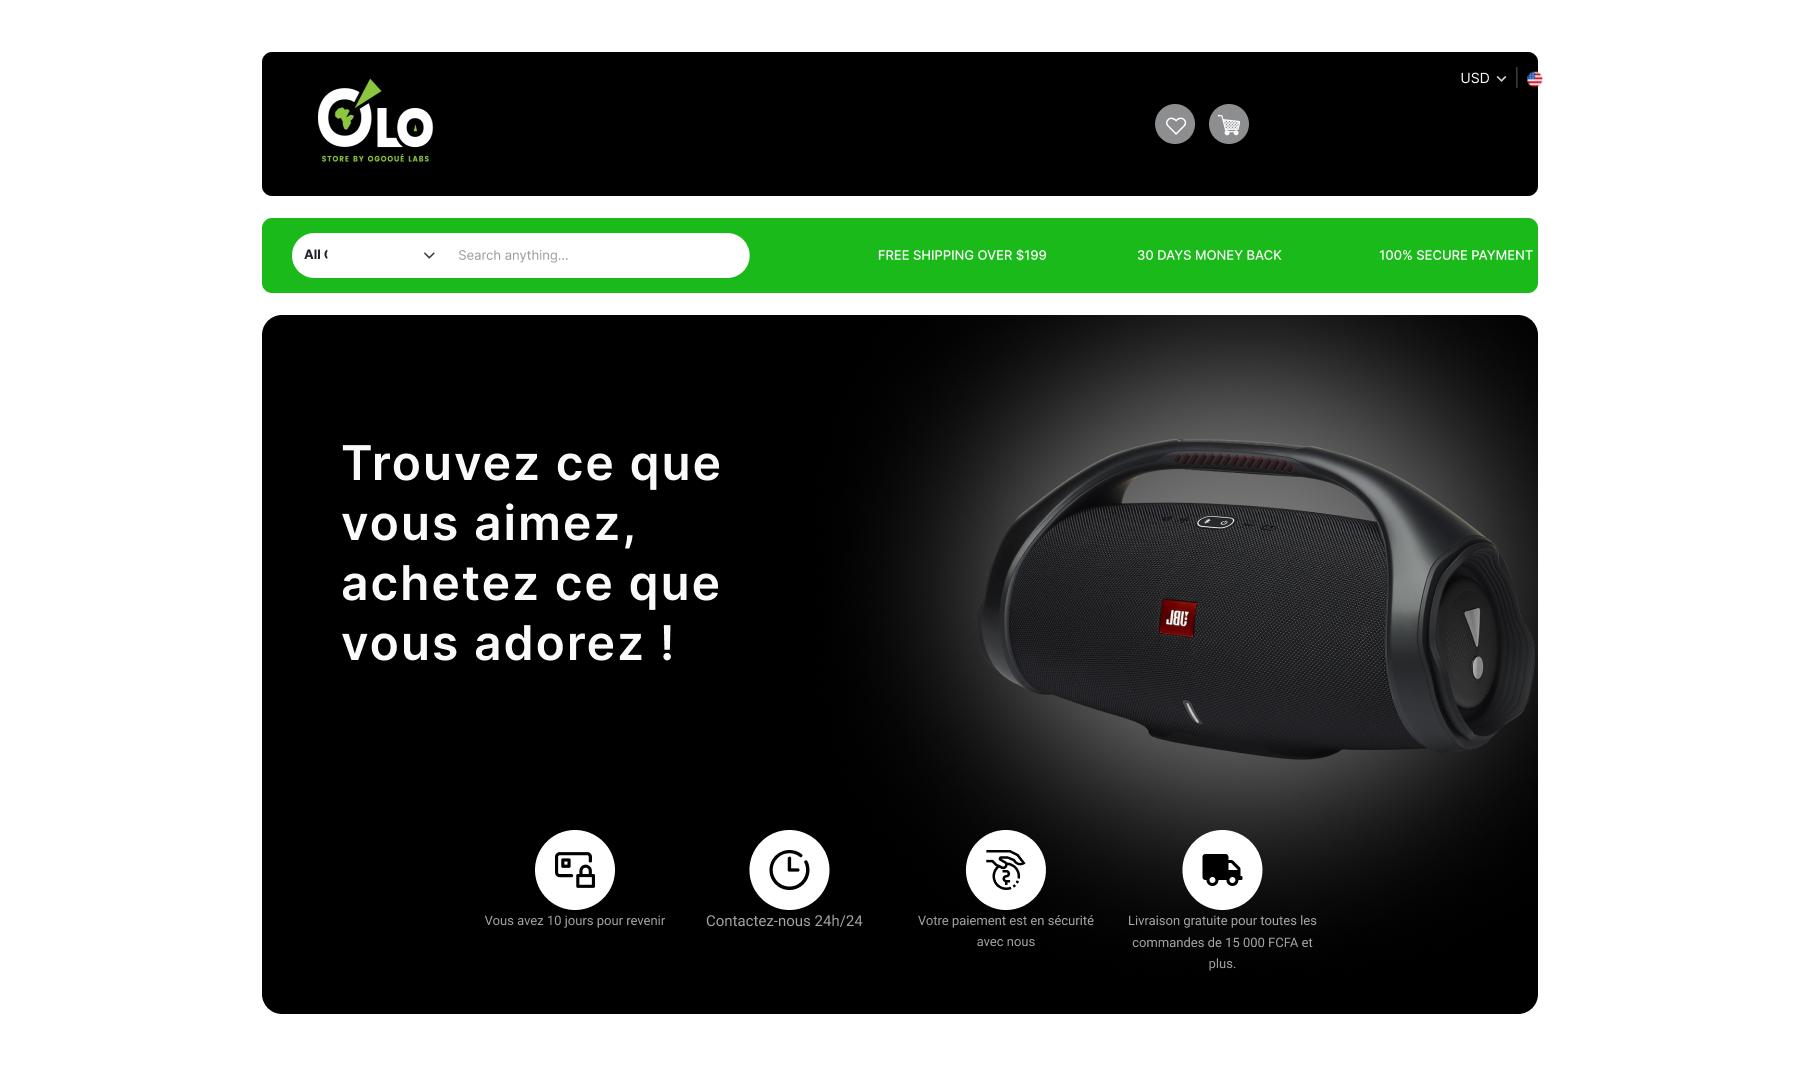 USD
OLO
STORE BY OGOOUÉ LABS
All
Search anything...
FREE SHIPPING OVER $199
30 DAYS MONEY BACK
100% SECURE PAYMENT
Trouvez ce que
vous aimez,
achetez ce que
vous adorez !
JBL
Vous avez 10 jours pour revenir
Contactez-nous 24h/24
Votre paiement est en sécurité
avec nous
Livraison gratuite pour toutes les
commandes de 15 000 FCFA et
plus.